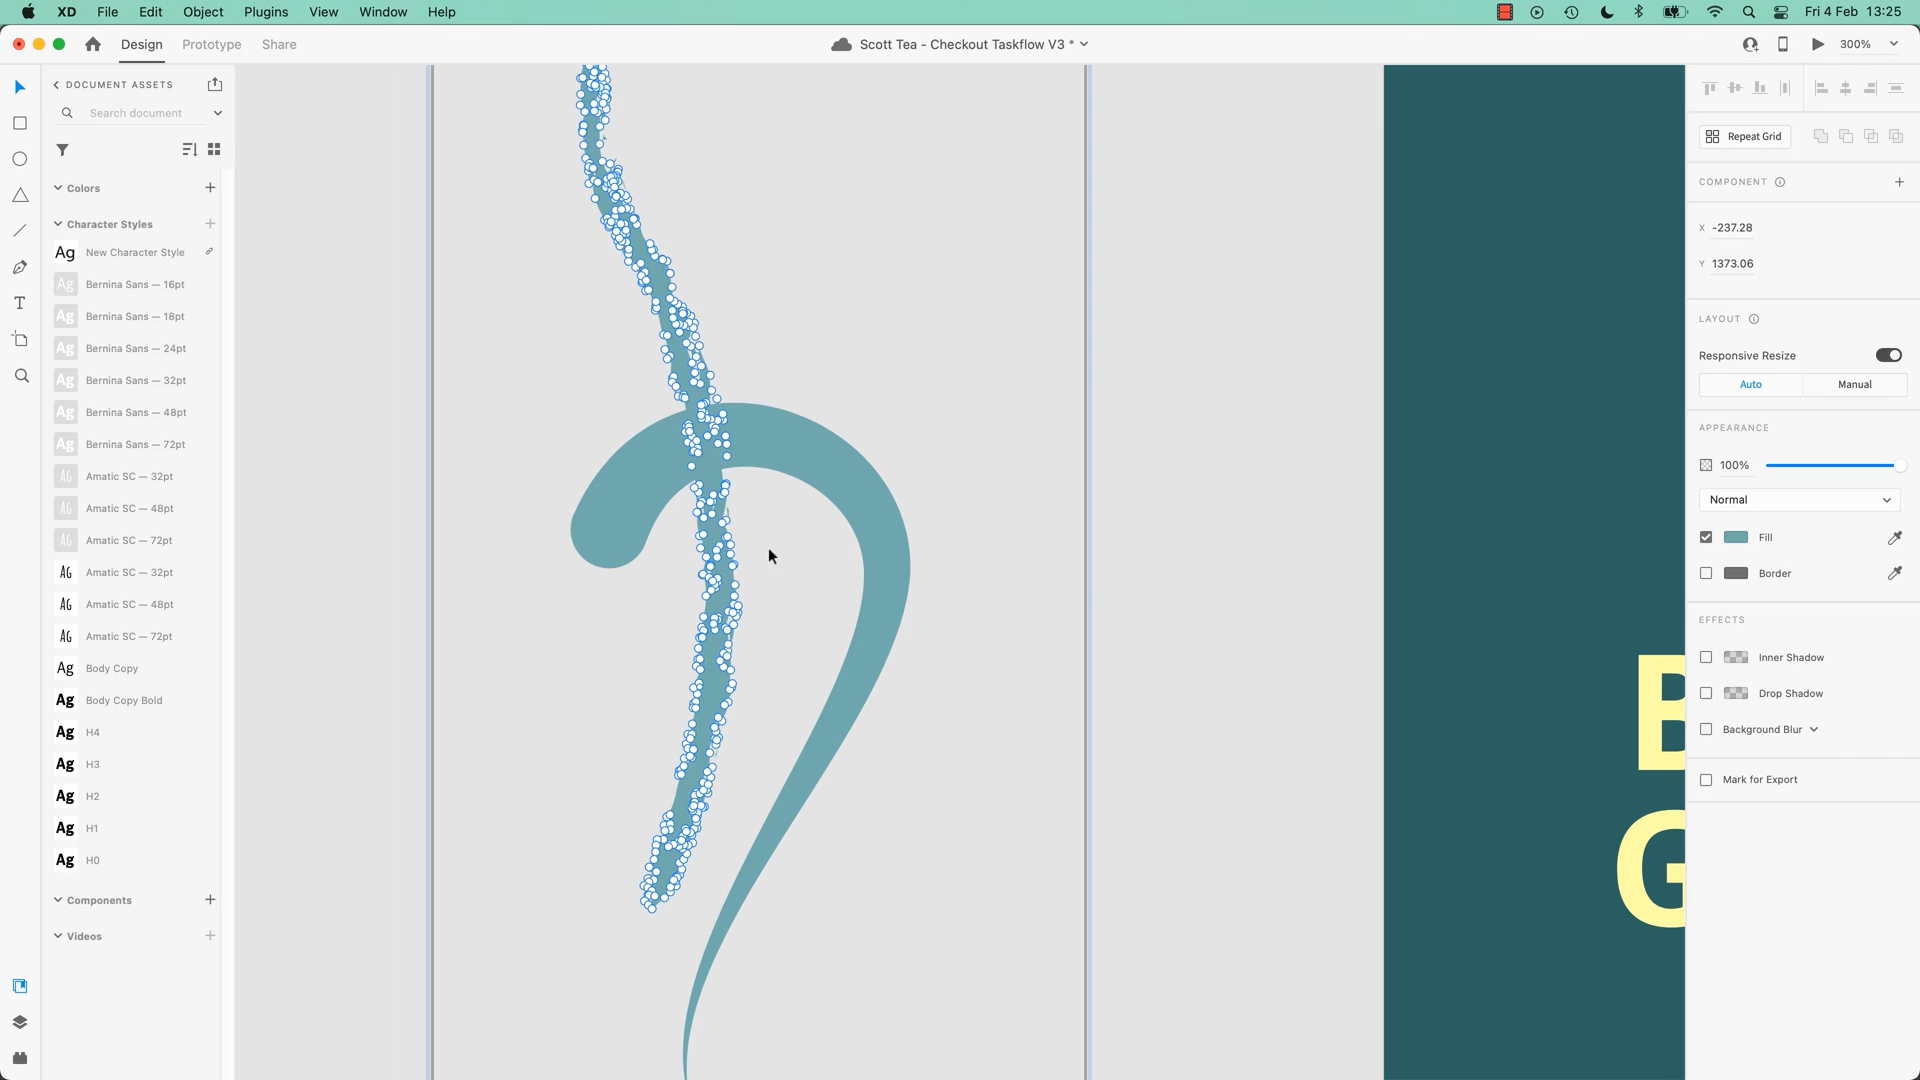 XD File Edit Object Plugins View Window Help
Fri 4 Feb 13:25
Design Prototype Share
Scott Tea - Checkout Taskflow V3 *
300%
DOCUMENT ASSETS
Search document
Colors
Character Styles
Ag New Character Style
Ag Bernina Sans — 16pt
Ag Bernina Sans — 18pt
Ag Bernina Sans — 24pt
Ag Bernina Sans — 32pt
Ag Bernina Sans — 48pt
Ag Bernina Sans — 72pt
Ag Amatic SC — 32pt
Ag Amatic SC — 48pt
Ag Amatic SC — 72pt
Ag Amatic SC — 32pt
Ag Amatic SC — 48pt
Ag Amatic SC — 72pt
Ag Body Copy
Ag Body Copy Bold
Ag H4
Ag H3
Ag H2
Ag H1
Ag H0
Components
Videos
B
G
Repeat Grid
COMPONENT
X -237.28
Y 1373.06
LAYOUT
Responsive Resize
Auto Manual
APPEARANCE
100%
Normal
Fill
Border
EFFECTS
Inner Shadow
Drop Shadow
Background Blur
Mark for Export